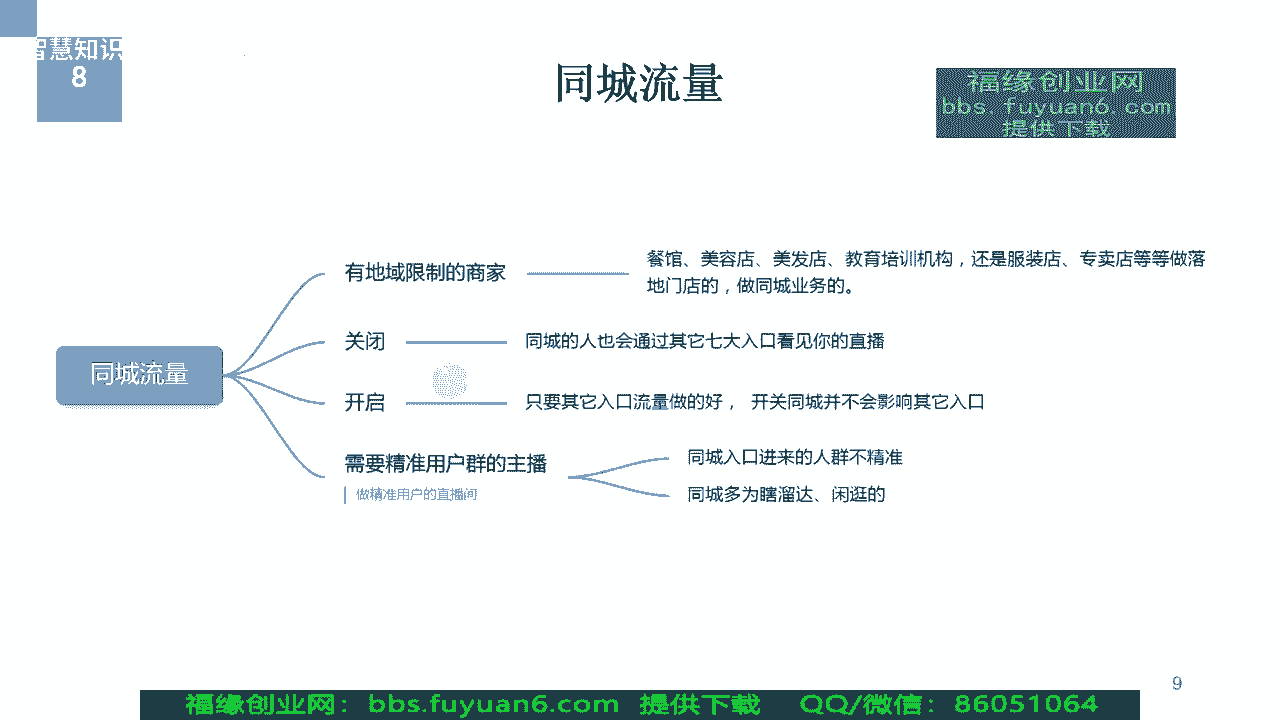 智慧知识
8
同城流量
福缘创业网
bbs.fuyuan6.com
提供下载
有地域限制的商家
餐馆、美容店、美发店、教育培训机构，还是服装店、专卖店等等做落
地门店的，做同城业务的。
关闭
同城的人也会通过其它七大入口看见你的直播
同城流量
开启
只要其它入口流量做的好， 开关同城并不会影响其它入口
需要精准用户群的主播
做精准用户的直播间
同城入口进来的人群不精准
同城多为瞎溜达、闲逛的
9
福缘创业网：bbs.fuyuan6.com 提供下载 QQ/微信：86051064